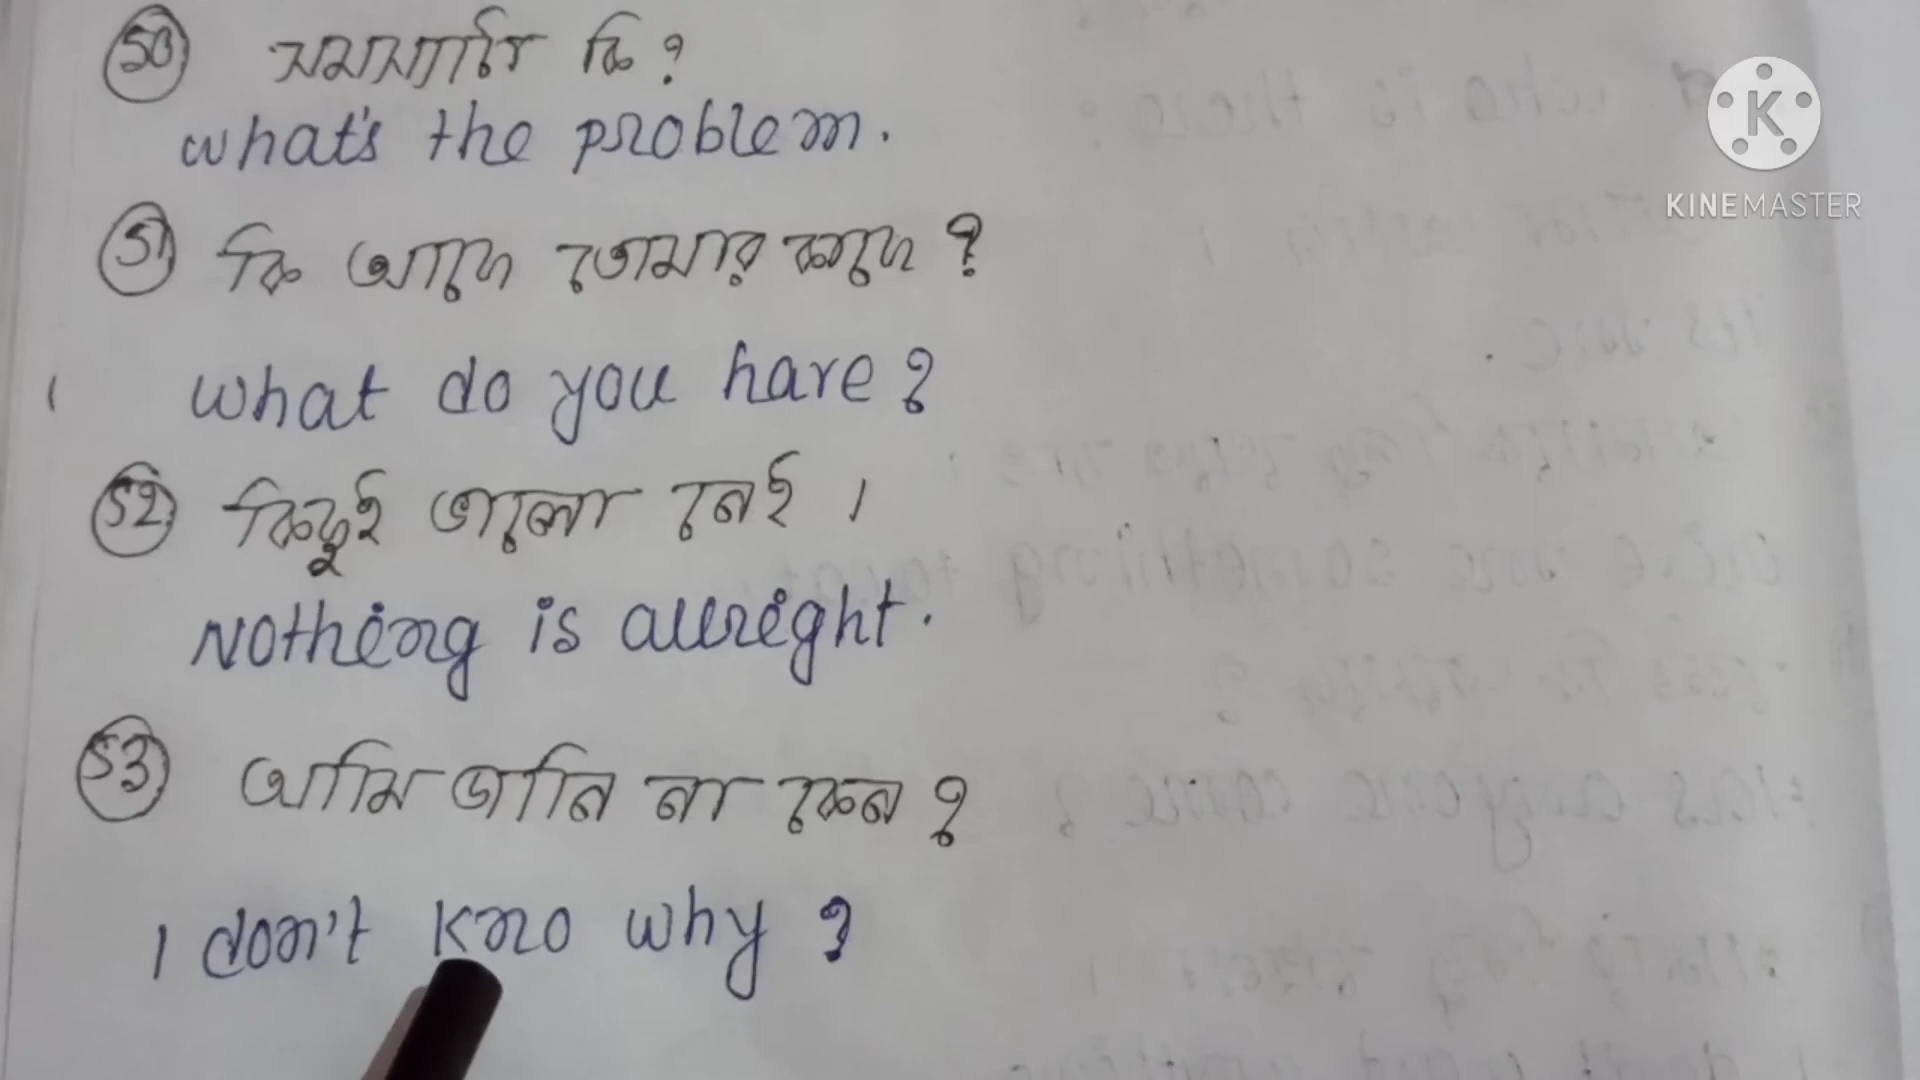 50 সমস্যাটা কি?
what's the problem.
51 কি আছে তোমার কাছে?
what do you have?
52 কিছুই ভালো নেই।
Nothing is allright.
53 আমি জানি না কেন?
I don't kno why?
K
KINEMASTER